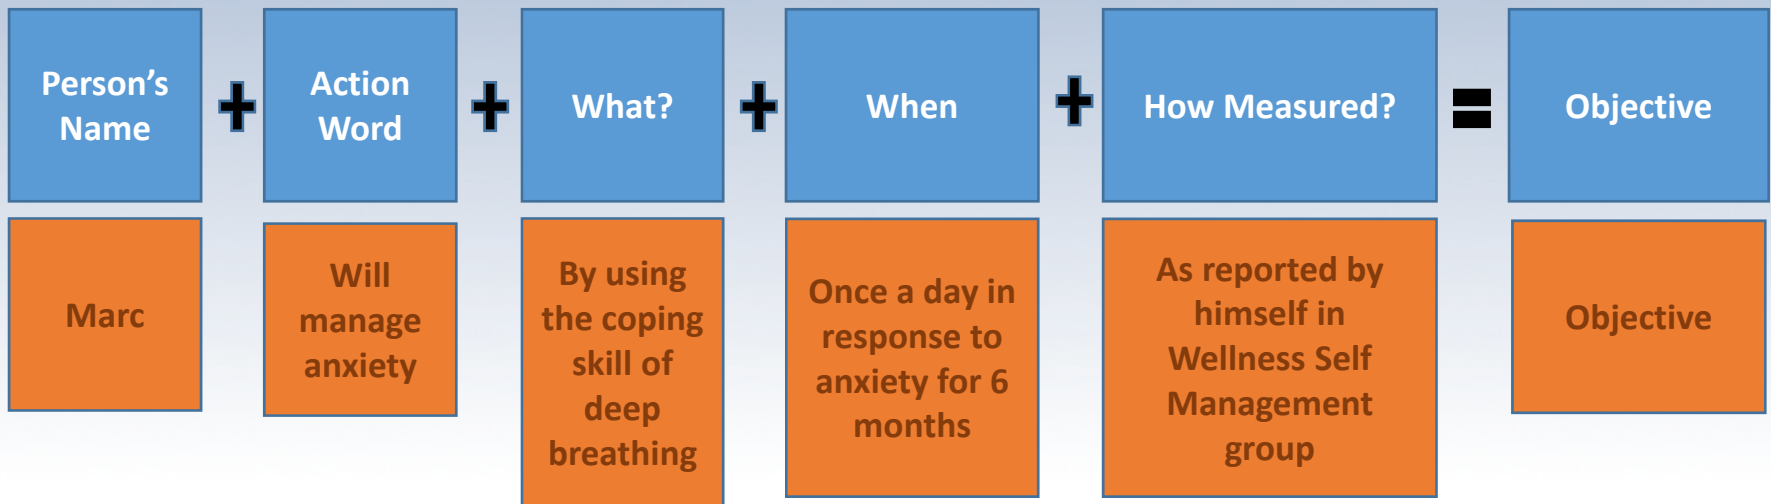 Person's
Name
Action
Word
What?
When
How Measured?
Objective
Marc
Will
manage
anxiety
By using
the coping
skill of
deep
breathing
Once a day in
response to
anxiety for 6
months
As reported by
himself in
Wellness Self
Management
group
Objective